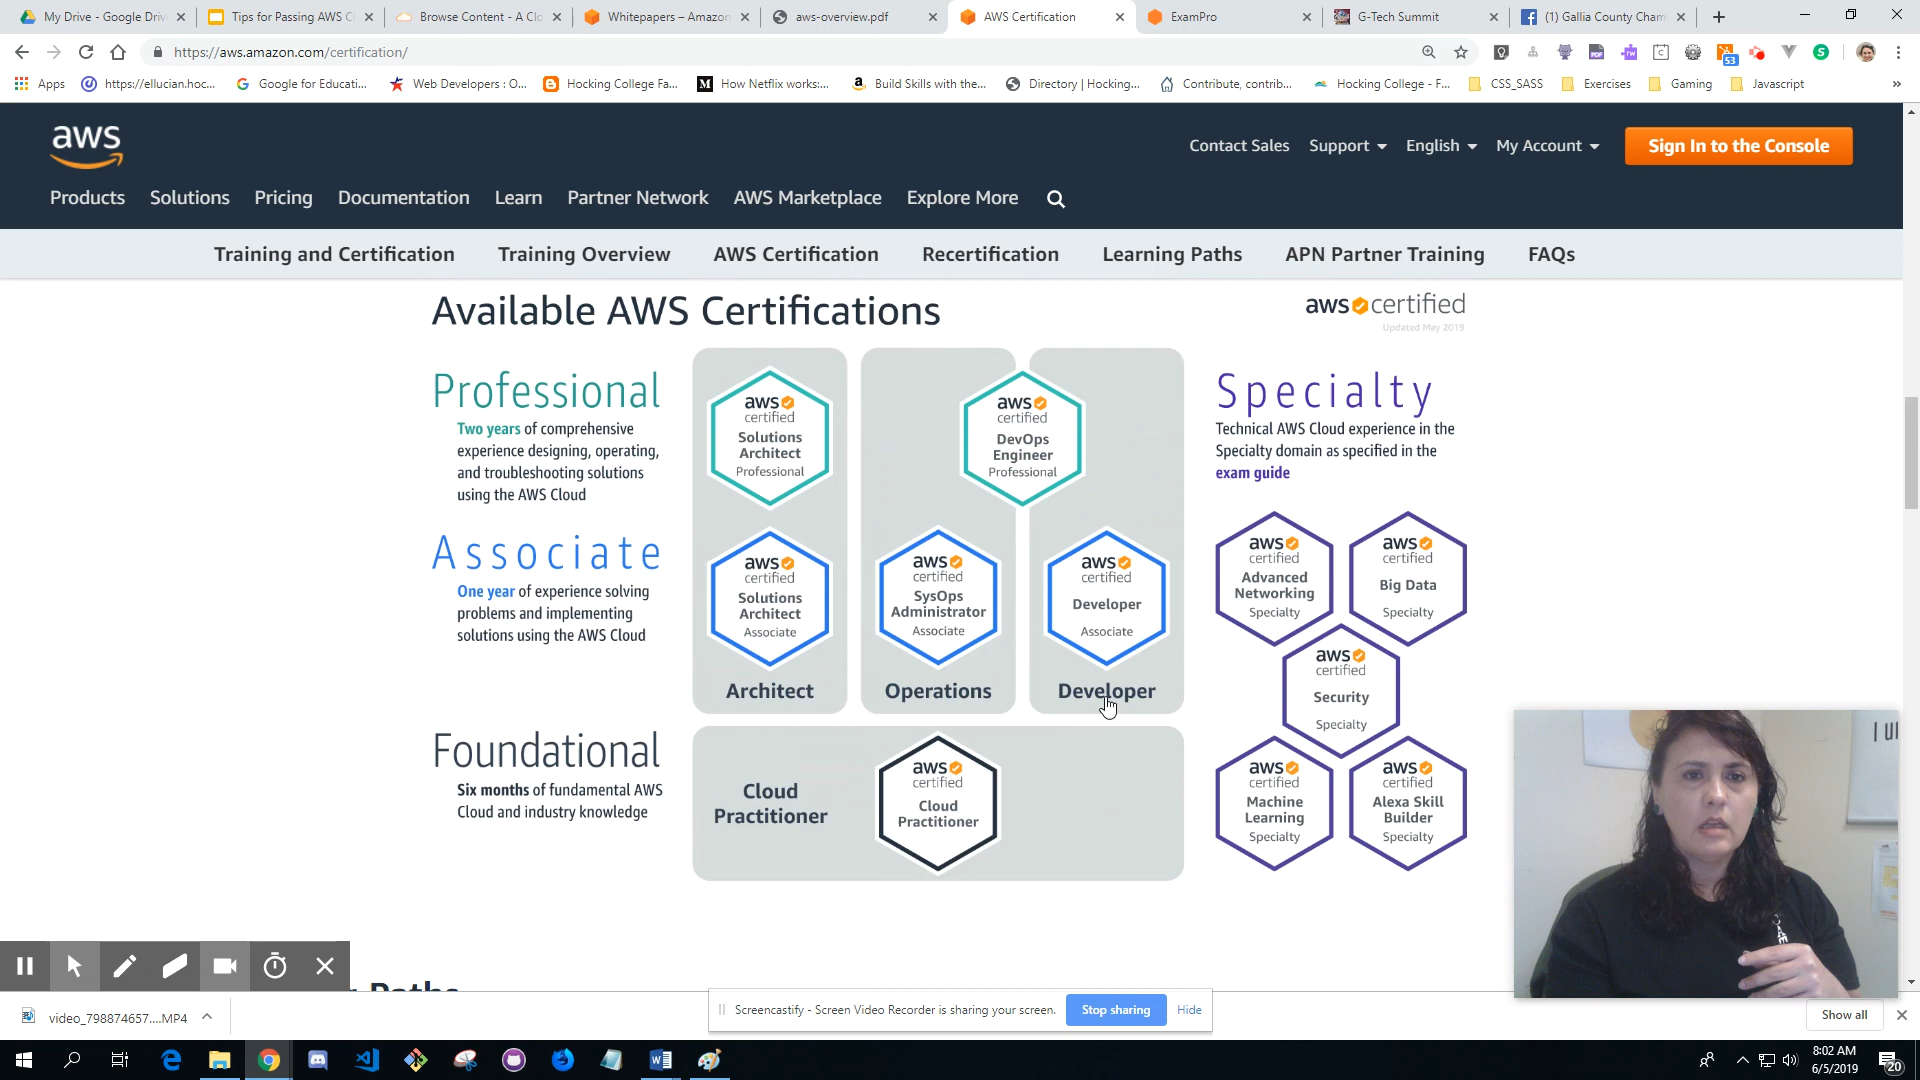 My Drive - Google Driv
Tips for Passing AWS C
Browse Content - A Clo
Whitepapers – Amazon
aws-overview.pdf
AWS Certification
ExamPro
G-Tech Summit
(1) Gallia County Cham
https://aws.amazon.com/certification/
53
Apps
https://ellucian.hoc...
Google for Educati...
Web Developers : O...
Hocking College Fa...
How Netflix works:...
Build Skills with the...
Directory | Hocking...
Contribute, contrib...
Hocking College - F...
CSS_SASS
Exercises
Gaming
Javascript
»
aws
Contact Sales
Support
English
My Account
Sign In to the Console
Products
Solutions
Pricing
Documentation
Learn
Partner Network
AWS Marketplace
Explore More
Training and Certification
Training Overview
AWS Certification
Recertification
Learning Paths
APN Partner Training
FAQs
Available AWS Certifications
aws certified
Updated May 2019
Professional
Two years of comprehensive
experience designing, operating,
and troubleshooting solutions
using the AWS Cloud
aws
certified
Solutions
Architect
Professional
aws
certified
DevOps
Engineer
Professional
Specialty
Technical AWS Cloud experience in the
Specialty domain as specified in the
exam guide
Associate
One year of experience solving
problems and implementing
solutions using the AWS Cloud
aws
certified
Solutions
Architect
Associate
aws
certified
SysOps
Administrator
Associate
aws
certified
Developer
Associate
Architect
Operations
Developer
aws
certified
Advanced
Networking
Specialty
aws
certified
Big Data
Specialty
aws
certified
Security
Specialty
aws
certified
Machine
Learning
Specialty
aws
certified
Alexa Skill
Builder
Specialty
Foundational
Six months of fundamental AWS
Cloud and industry knowledge
Cloud
Practitioner
aws
certified
Cloud
Practitioner
Screencastify - Screen Video Recorder is sharing your screen.
Stop sharing
Hide
video_798874657....MP4
Show all
8:02 AM
6/5/2019
20